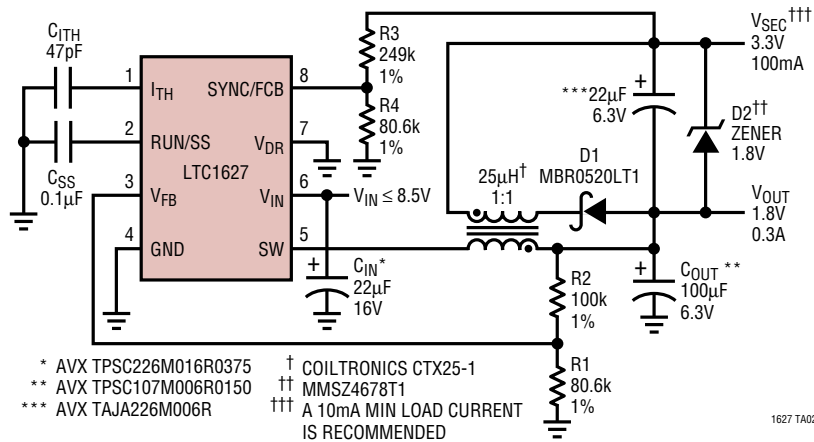 C_ITH
47pF
1
I_TH
SYNC/FCB
8
R3
249k
1%
V_SEC†††
3.3V
100mA
***22µF
6.3V
D2††
ZENER
1.8V
2
RUN/SS
V_DR
7
R4
80.6k
1%
C_SS
0.1µF
LTC1627
3
V_FB
V_IN
6
V_IN ≤ 8.5V
25µH†
1:1
D1
MBR0520LT1
V_OUT
1.8V
0.3A
4
GND
SW
5
C_IN*
22µF
16V
R2
100k
1%
C_OUT**
100µF
6.3V
R1
80.6k
1%
* AVX TPSC226M016R0375
** AVX TPSC107M006R0150
*** AVX TAJA226M006R
† COILTRONICS CTX25-1
†† MMSZ4678T1
††† A 10mA MIN LOAD CURRENT
IS RECOMMENDED
1627 TA02